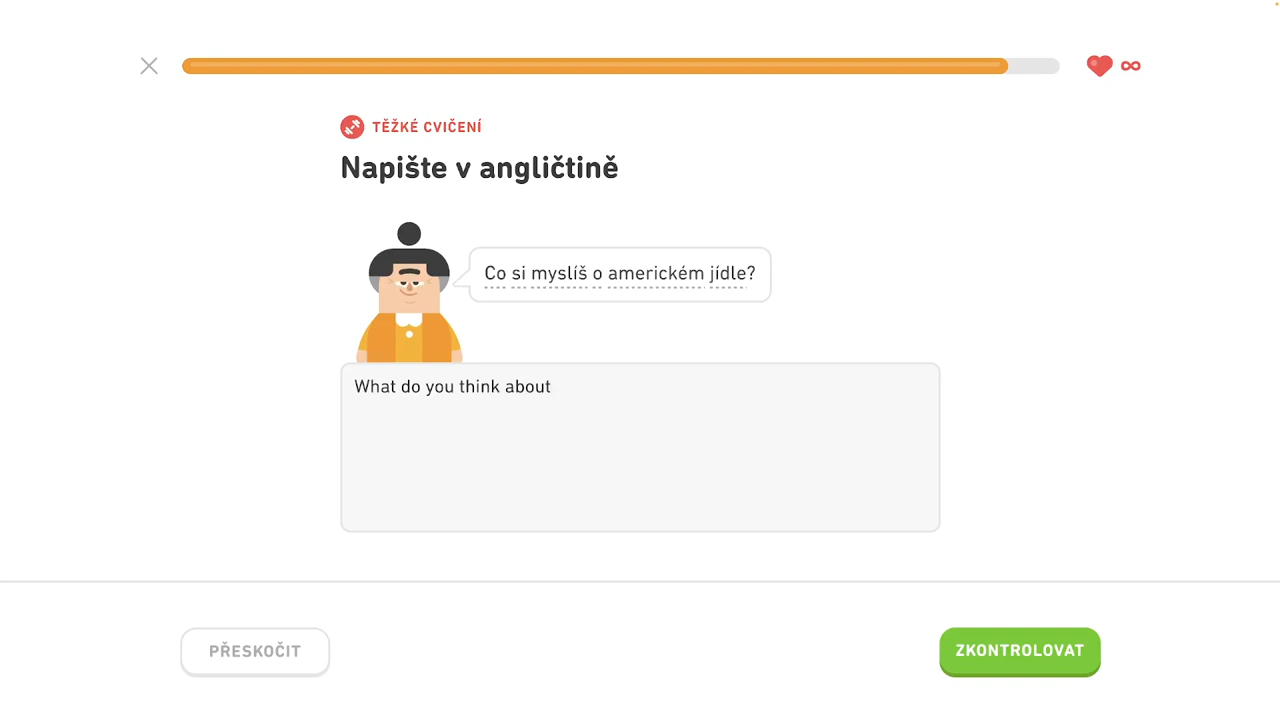 TĚŽKÉ CVIČENÍ
Napište v angličtině
Co si myslíš o americkém jídle?
What do you think about
PŘESKOČIT
ZKONTROLOVAT